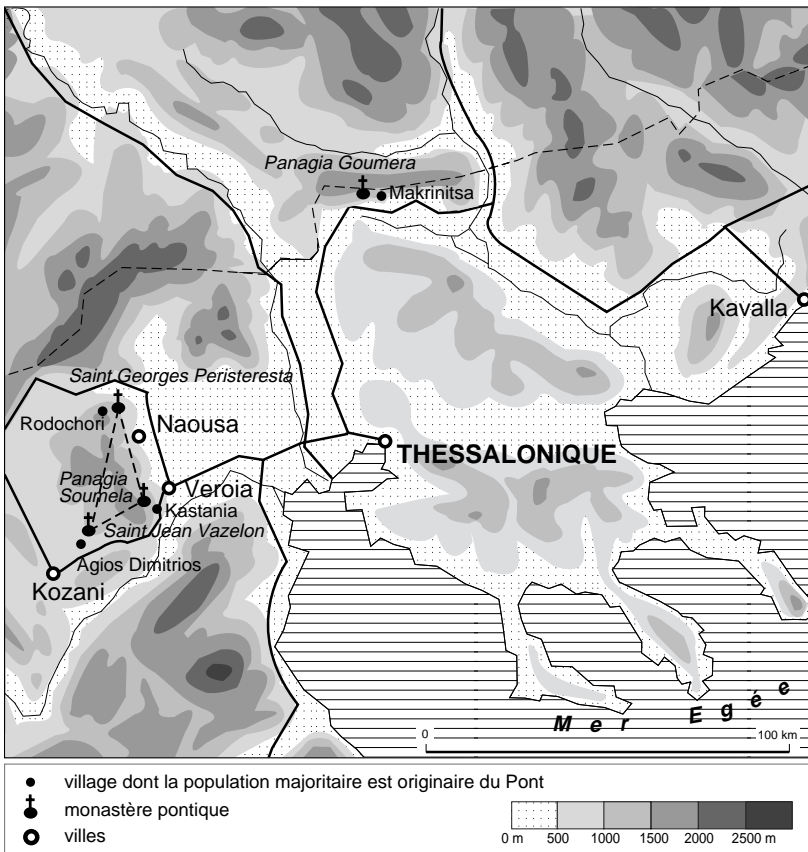 Panagia Goumera
Makrinitsa
Kavalla
Saint Georges Peristeresta
Rodochori
Naousa
THESSALONIQUE
Panagia
Soumela
Veroia
Kastania
Saint Jean Vazelon
Agios Dimitrios
Kozani
Mer Egée
0 100 km
village dont la population majoritaire est originaire du Pont
monastère pontique
villes
0 m 500 1000 1500 2000 2500 m